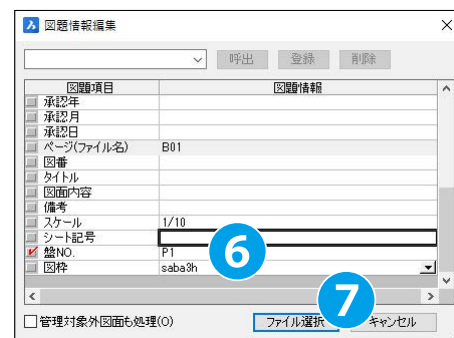 図題情報編集
呼出 登録 削除
図題項目 図題情報
承認年
承認月
承認日
ページ(ファイル名) B01
図番
タイトル
図面内容
備考
スケール 1/10
シート記号
盤NO. P1
図枠 saba3h
6
7
管理対象外図面も処理(O) ファイル選択 キャンセル